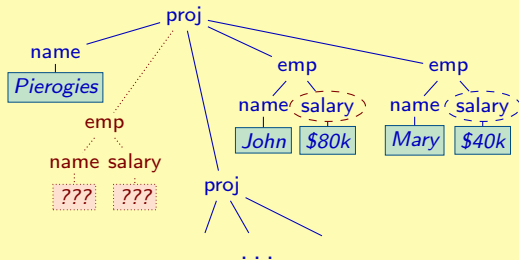 proj
name
emp
emp
Pierogies
name salary
name salary
emp
John
$80k
Mary
$40k
name salary
??? ???
proj
...